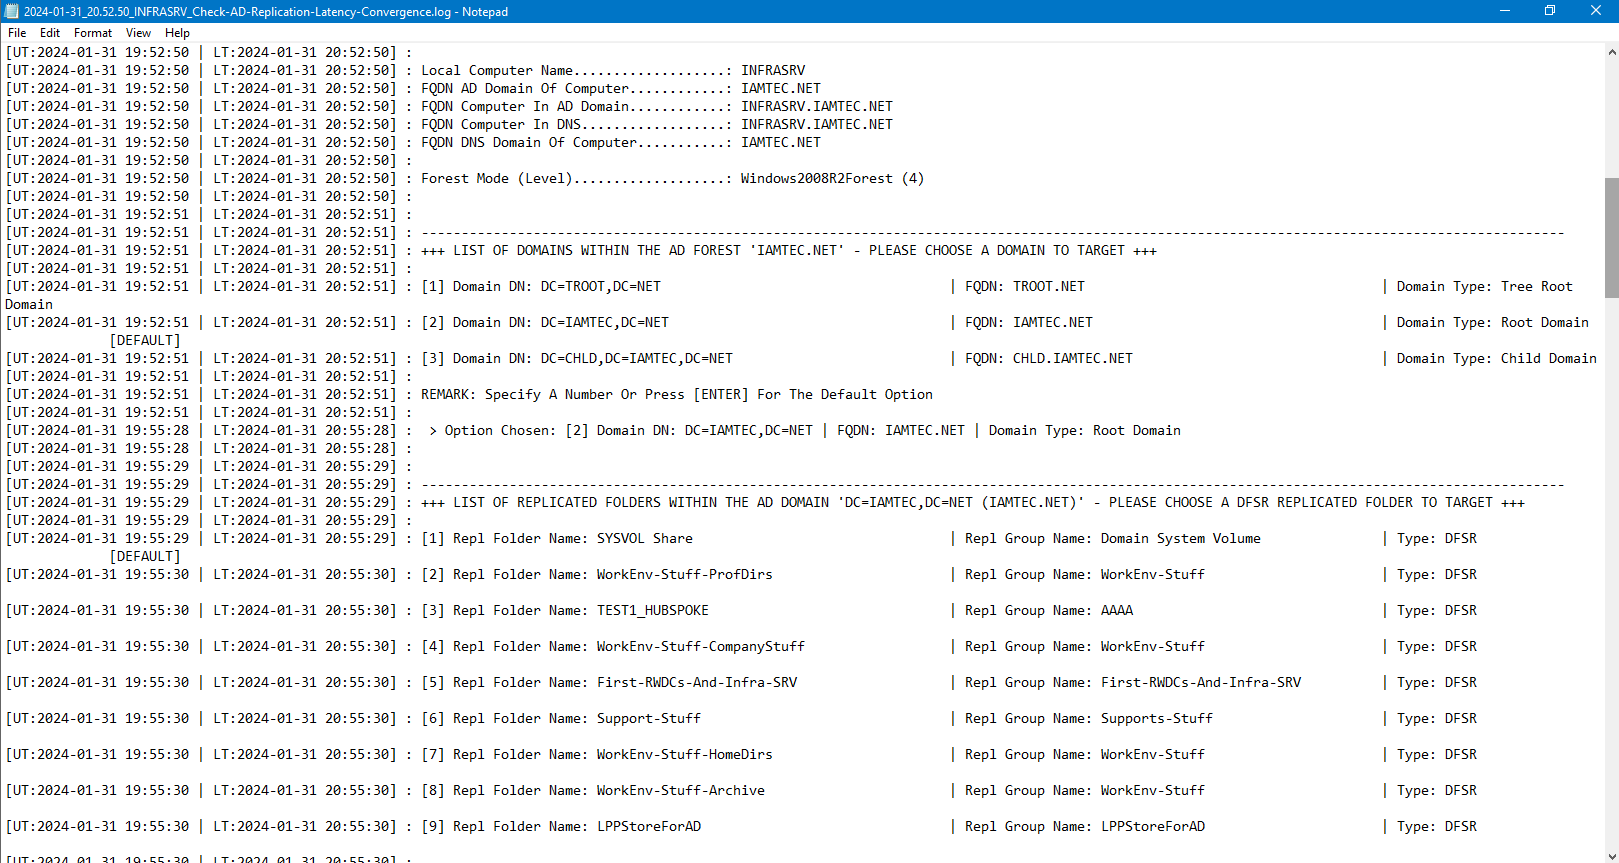 2024-01-31_20.52.50_INFRASRV_Check-AD-Replication-Latency-Convergence.log - Notepad
File Edit Format View Help
[UT:2024-01-31 19:52:50 | LT:2024-01-31 20:52:50] :
[UT:2024-01-31 19:52:50 | LT:2024-01-31 20:52:50] : Local Computer Name...................: INFRASRV
[UT:2024-01-31 19:52:50 | LT:2024-01-31 20:52:50] : FQDN AD Domain Of Computer............: IAMTEC.NET
[UT:2024-01-31 19:52:50 | LT:2024-01-31 20:52:50] : FQDN Computer In AD Domain............: INFRASRV.IAMTEC.NET
[UT:2024-01-31 19:52:50 | LT:2024-01-31 20:52:50] : FQDN Computer In DNS..................: INFRASRV.IAMTEC.NET
[UT:2024-01-31 19:52:50 | LT:2024-01-31 20:52:50] : FQDN DNS Domain Of Computer...........: IAMTEC.NET
[UT:2024-01-31 19:52:50 | LT:2024-01-31 20:52:50] :
[UT:2024-01-31 19:52:50 | LT:2024-01-31 20:52:50] : Forest Mode (Level)...................: Windows2008R2Forest (4)
[UT:2024-01-31 19:52:50 | LT:2024-01-31 20:52:50] :
[UT:2024-01-31 19:52:51 | LT:2024-01-31 20:52:51] :
[UT:2024-01-31 19:52:51 | LT:2024-01-31 20:52:51] : -----------------------------------------------------------------------------------------------------------------------------------------------
[UT:2024-01-31 19:52:51 | LT:2024-01-31 20:52:51] : +++ LIST OF DOMAINS WITHIN THE AD FOREST 'IAMTEC.NET' - PLEASE CHOOSE A DOMAIN TO TARGET +++
[UT:2024-01-31 19:52:51 | LT:2024-01-31 20:52:51] :
[UT:2024-01-31 19:52:51 | LT:2024-01-31 20:52:51] : [1] Domain DN: DC=TROOT,DC=NET | FQDN: TROOT.NET | Domain Type: Tree Root
Domain
[UT:2024-01-31 19:52:51 | LT:2024-01-31 20:52:51] : [2] Domain DN: DC=IAMTEC,DC=NET | FQDN: IAMTEC.NET | Domain Type: Root Domain
[DEFAULT]
[UT:2024-01-31 19:52:51 | LT:2024-01-31 20:52:51] : [3] Domain DN: DC=CHLD,DC=IAMTEC,DC=NET | FQDN: CHLD.IAMTEC.NET | Domain Type: Child Domain
[UT:2024-01-31 19:52:51 | LT:2024-01-31 20:52:51] :
[UT:2024-01-31 19:52:51 | LT:2024-01-31 20:52:51] : REMARK: Specify A Number Or Press [ENTER] For The Default Option
[UT:2024-01-31 19:52:51 | LT:2024-01-31 20:52:51] :
[UT:2024-01-31 19:55:28 | LT:2024-01-31 20:55:28] :  > Option Chosen: [2] Domain DN: DC=IAMTEC,DC=NET | FQDN: IAMTEC.NET | Domain Type: Root Domain
[UT:2024-01-31 19:55:28 | LT:2024-01-31 20:55:28] :
[UT:2024-01-31 19:55:29 | LT:2024-01-31 20:55:29] :
[UT:2024-01-31 19:55:29 | LT:2024-01-31 20:55:29] : -----------------------------------------------------------------------------------------------------------------------------------------------
[UT:2024-01-31 19:55:29 | LT:2024-01-31 20:55:29] : +++ LIST OF REPLICATED FOLDERS WITHIN THE AD DOMAIN 'DC=IAMTEC,DC=NET (IAMTEC.NET)' - PLEASE CHOOSE A DFSR REPLICATED FOLDER TO TARGET +++
[UT:2024-01-31 19:55:29 | LT:2024-01-31 20:55:29] :
[UT:2024-01-31 19:55:29 | LT:2024-01-31 20:55:29] : [1] Repl Folder Name: SYSVOL Share | Repl Group Name: Domain System Volume | Type: DFSR
[DEFAULT]
[UT:2024-01-31 19:55:30 | LT:2024-01-31 20:55:30] : [2] Repl Folder Name: WorkEnv-Stuff-ProfDirs | Repl Group Name: WorkEnv-Stuff | Type: DFSR
[UT:2024-01-31 19:55:30 | LT:2024-01-31 20:55:30] : [3] Repl Folder Name: TEST1_HUBSPOKE | Repl Group Name: AAAA | Type: DFSR
[UT:2024-01-31 19:55:30 | LT:2024-01-31 20:55:30] : [4] Repl Folder Name: WorkEnv-Stuff-CompanyStuff | Repl Group Name: WorkEnv-Stuff | Type: DFSR
[UT:2024-01-31 19:55:30 | LT:2024-01-31 20:55:30] : [5] Repl Folder Name: First-RWDCs-And-Infra-SRV | Repl Group Name: First-RWDCs-And-Infra-SRV | Type: DFSR
[UT:2024-01-31 19:55:30 | LT:2024-01-31 20:55:30] : [6] Repl Folder Name: Support-Stuff | Repl Group Name: Supports-Stuff | Type: DFSR
[UT:2024-01-31 19:55:30 | LT:2024-01-31 20:55:30] : [7] Repl Folder Name: WorkEnv-Stuff-HomeDirs | Repl Group Name: WorkEnv-Stuff | Type: DFSR
[UT:2024-01-31 19:55:30 | LT:2024-01-31 20:55:30] : [8] Repl Folder Name: WorkEnv-Stuff-Archive | Repl Group Name: WorkEnv-Stuff | Type: DFSR
[UT:2024-01-31 19:55:30 | LT:2024-01-31 20:55:30] : [9] Repl Folder Name: LPPStoreForAD | Repl Group Name: LPPStoreForAD | Type: DFSR
[UT:2024-01-31 19:55:30 | LT:2024-01-31 20:55:30] :